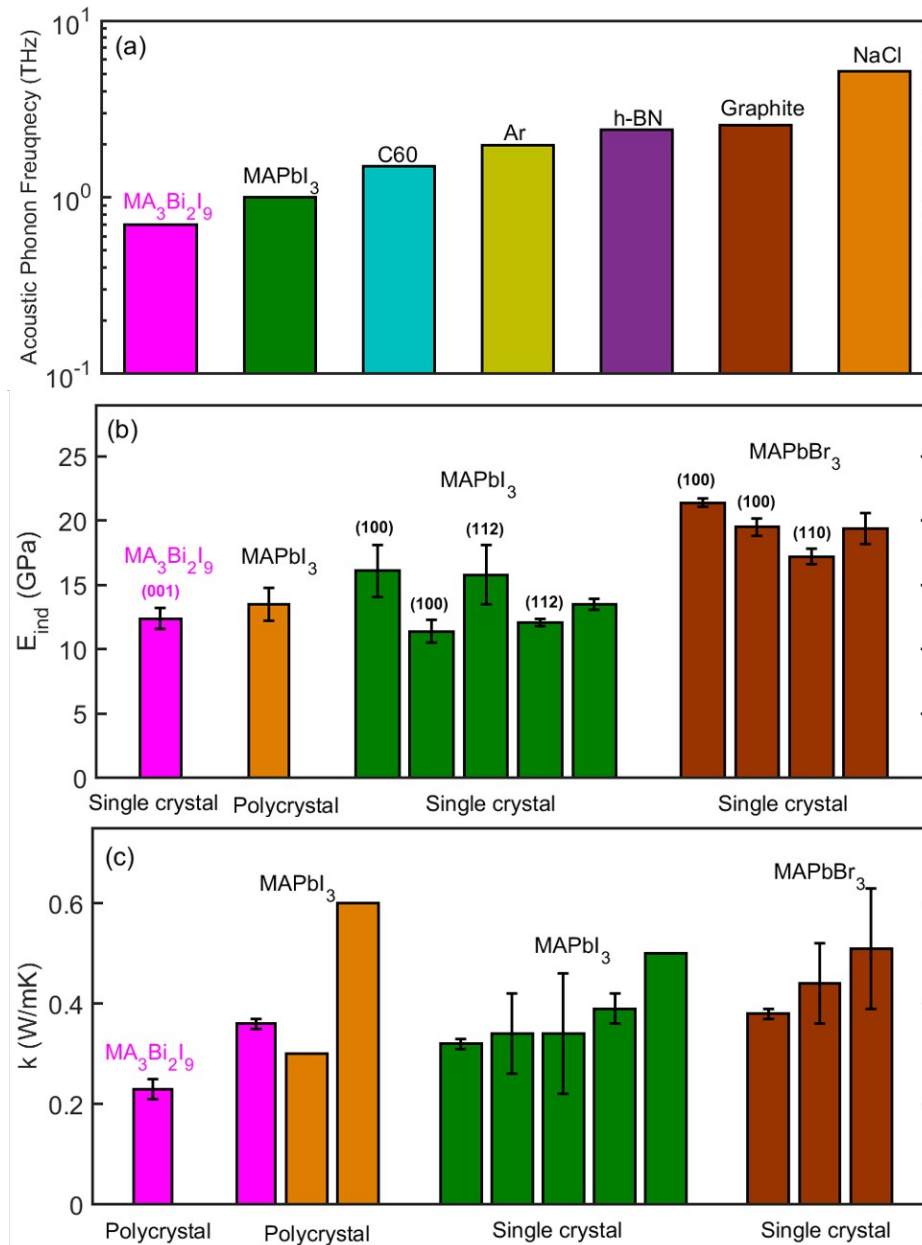 (a)
Acoustic Phonon Freuqnecy (THz)
10^1
10^0
10^-1
MA3Bi2I9
MAPbI3
C60
Ar
h-BN
Graphite
NaCl
(b)
E_ind (GPa)
25
20
15
10
5
0
MA3Bi2I9
(001)
MAPbI3
MAPbI3
(100)
(100)
(112)
(112)
MAPbBr3
(100)
(100)
(110)
Single crystal
Polycrystal
Single crystal
Single crystal
(c)
k (W/mK)
0.6
0.4
0.2
0
MA3Bi2I9
MAPbI3
MAPbI3
MAPbBr3
Polycrystal
Polycrystal
Single crystal
Single crystal